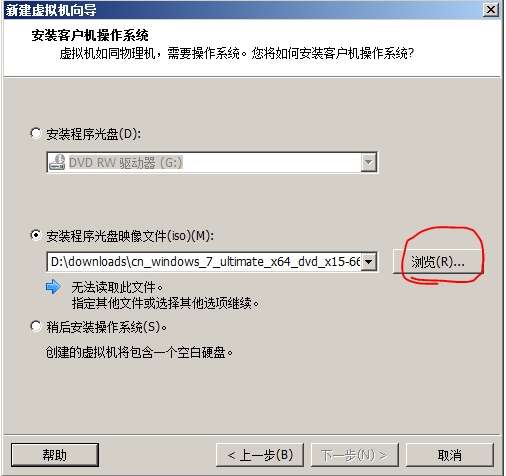 新建虚拟机向导
安装客户机操作系统
虚拟机如同物理机，需要操作系统。您将如何安装客户机操作系统?
安装程序光盘(D):
DVD RW 驱动器 (G:)
安装程序光盘映像文件(iso)(M):
D:\downloads\cn_windows_7_ultimate_x64_dvd_x15-66
浏览(R)...
无法读取此文件。
指定其他文件或选择其他选项继续。
稍后安装操作系统(S)。
创建的虚拟机将包含一个空白硬盘。
帮助
< 上一步(B)
下一步(N) >
取消